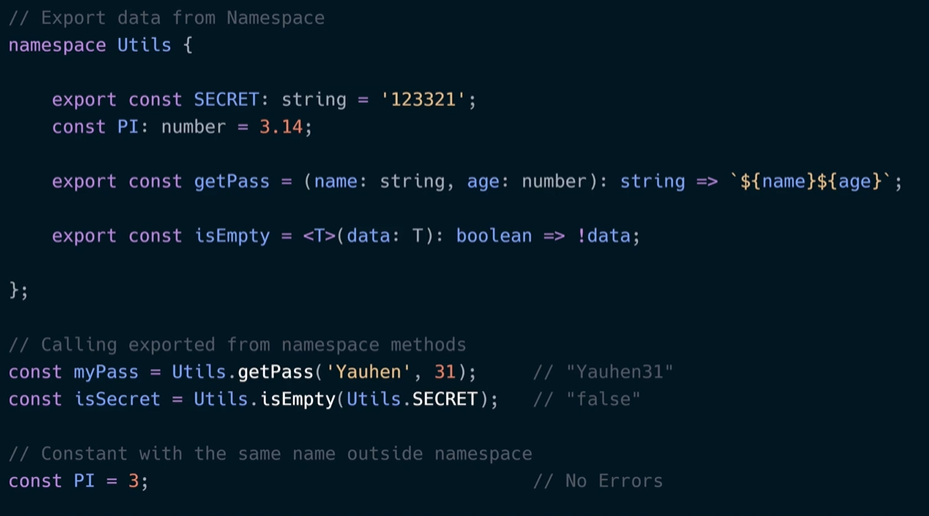 // Export data from Namespace
namespace Utils {
export const SECRET: string = '123321';
const PI: number = 3.14;
export const getPass = (name: string, age: number): string => `${name}${age}`;
export const isEmpty = <T>(data: T): boolean => !data;
};
// Calling exported from namespace methods
const myPass = Utils.getPass('Yauhen', 31); // "Yauhen31"
const isSecret = Utils.isEmpty(Utils.SECRET); // "false"
// Constant with the same name outside namespace
const PI = 3; // No Errors